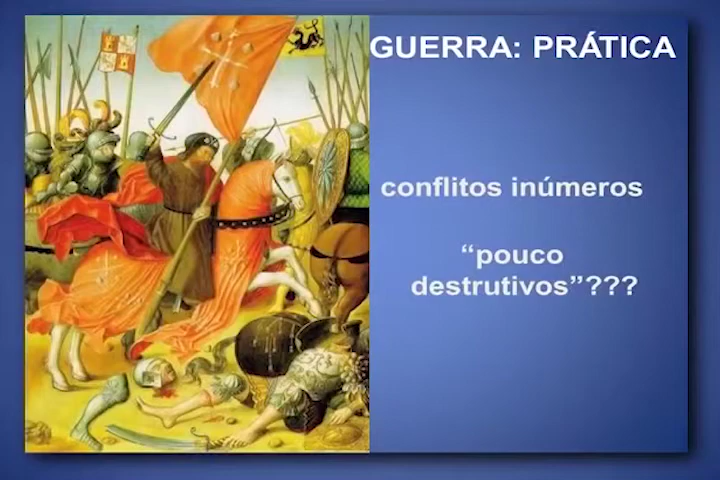 GUERRA: PRÁTICA
conflitos inúmeros
“pouco
destrutivos”???